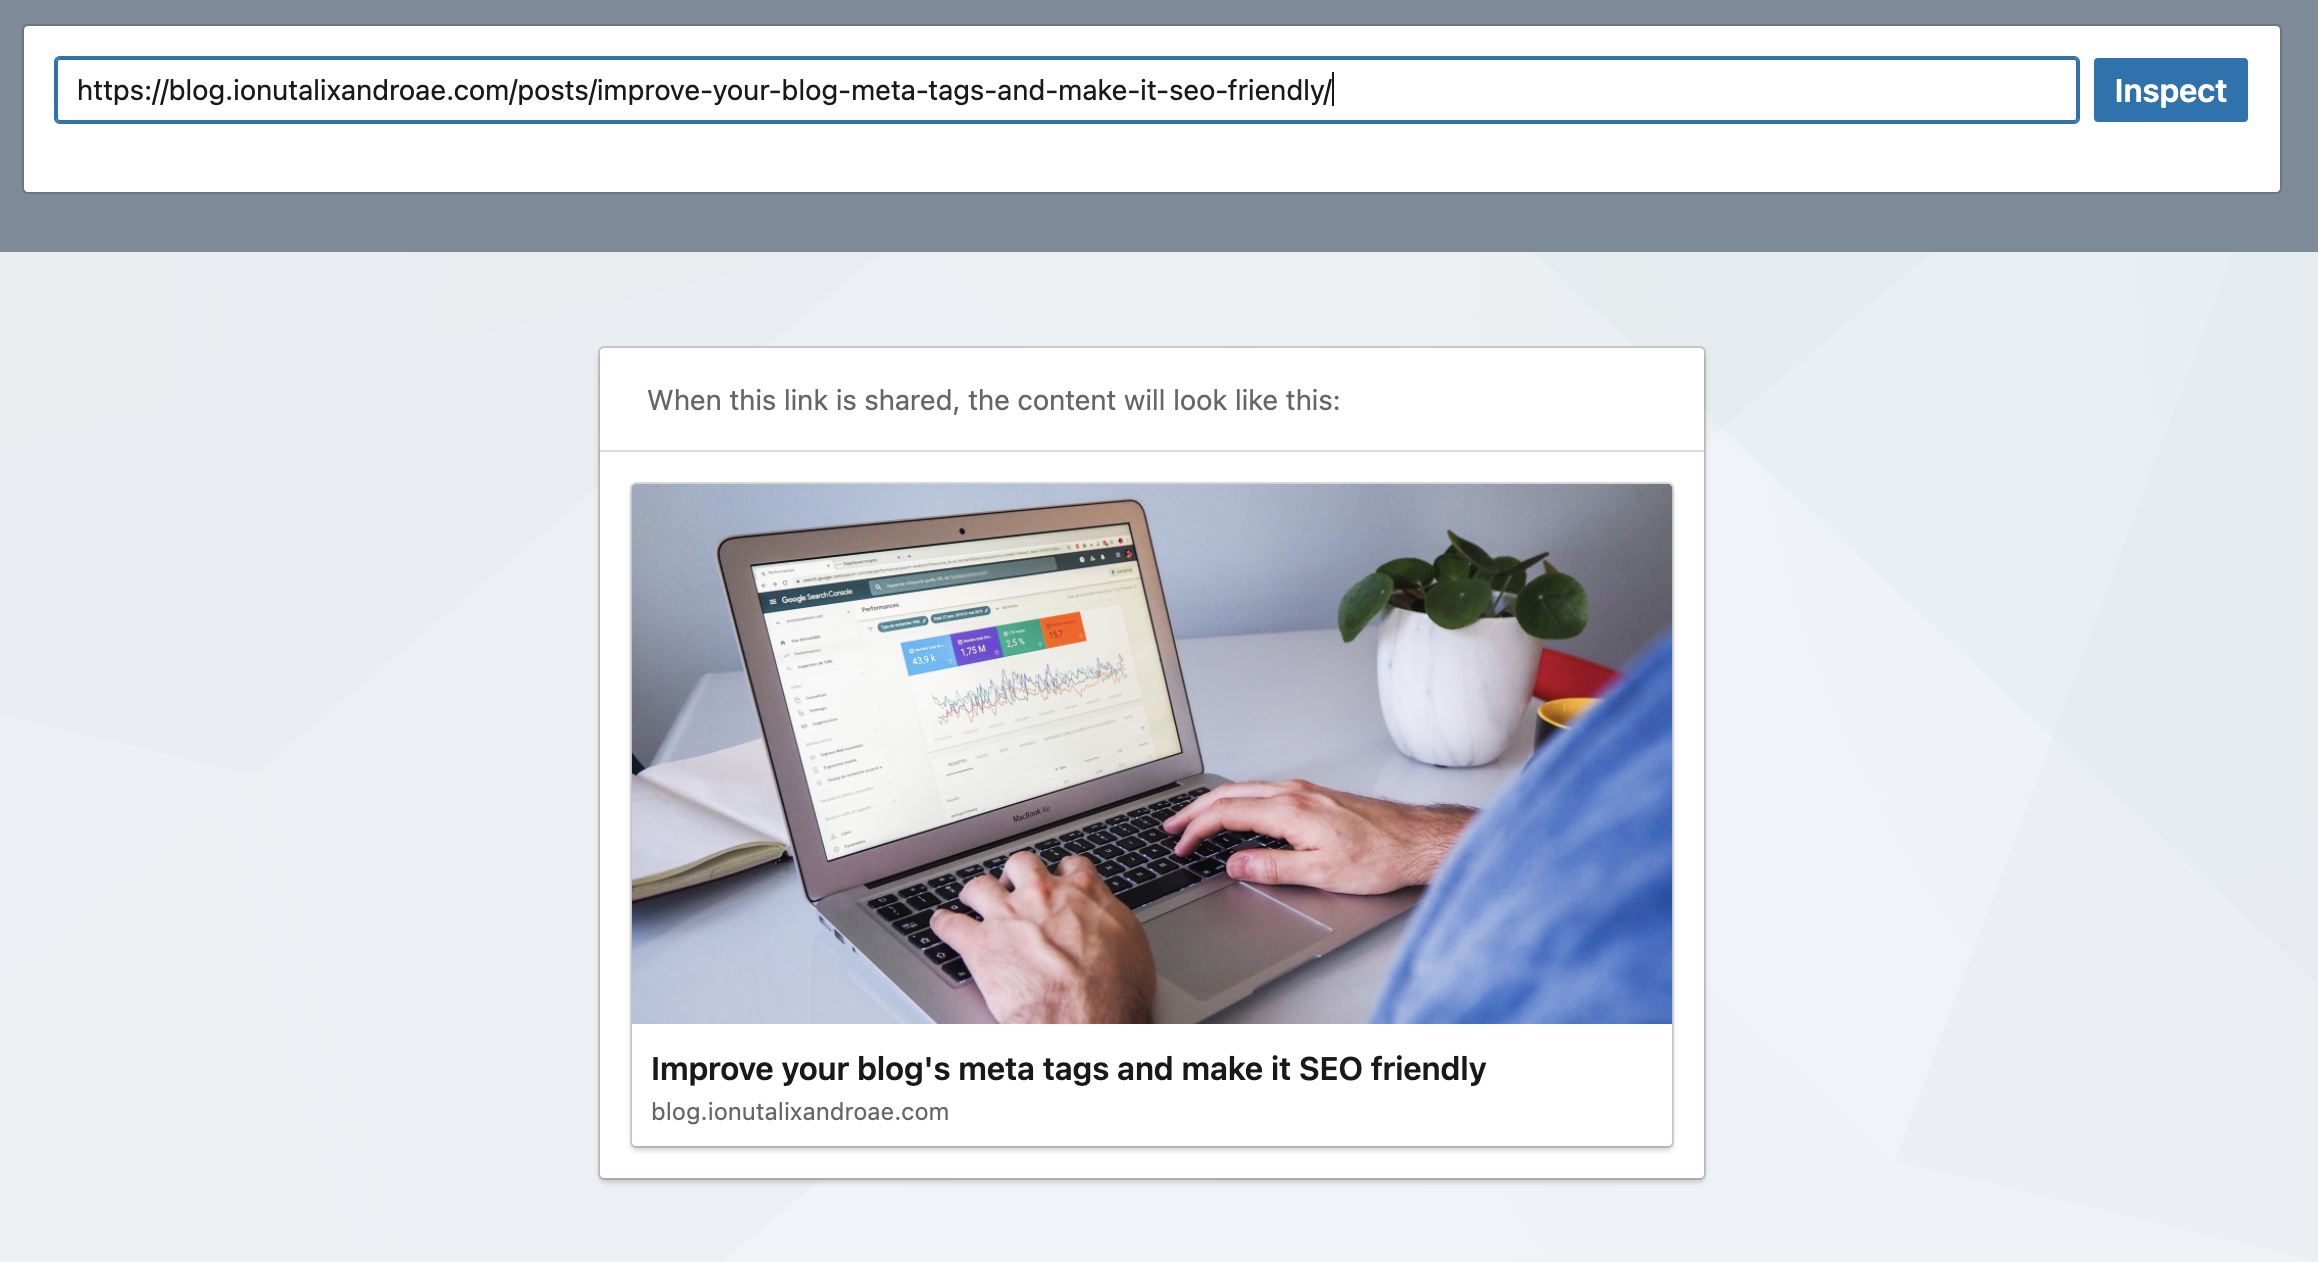 https://blog.ionutalixandroae.com/posts/improve-your-blog-meta-tags-and-make-it-seo-friendly/
Inspect
When this link is shared, the content will look like this:
Google Search Console
Performances
43,9 k
1,75 M
2,5 %
15,7
MacBook Air
Improve your blog's meta tags and make it SEO friendly
blog.ionutalixandroae.com